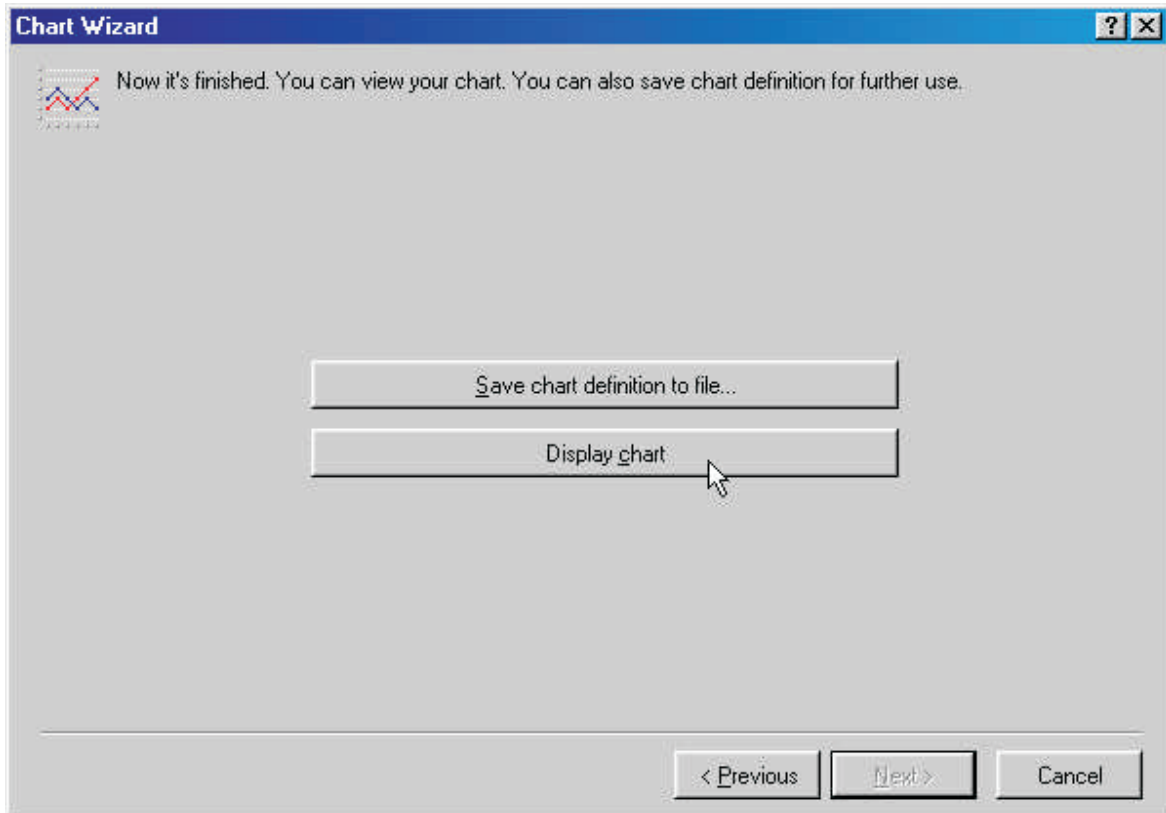 Chart Wizard
Now it's finished. You can view your chart. You can also save chart definition for further use.
Save chart definition to file...
Display chart
< Previous
Next >
Cancel